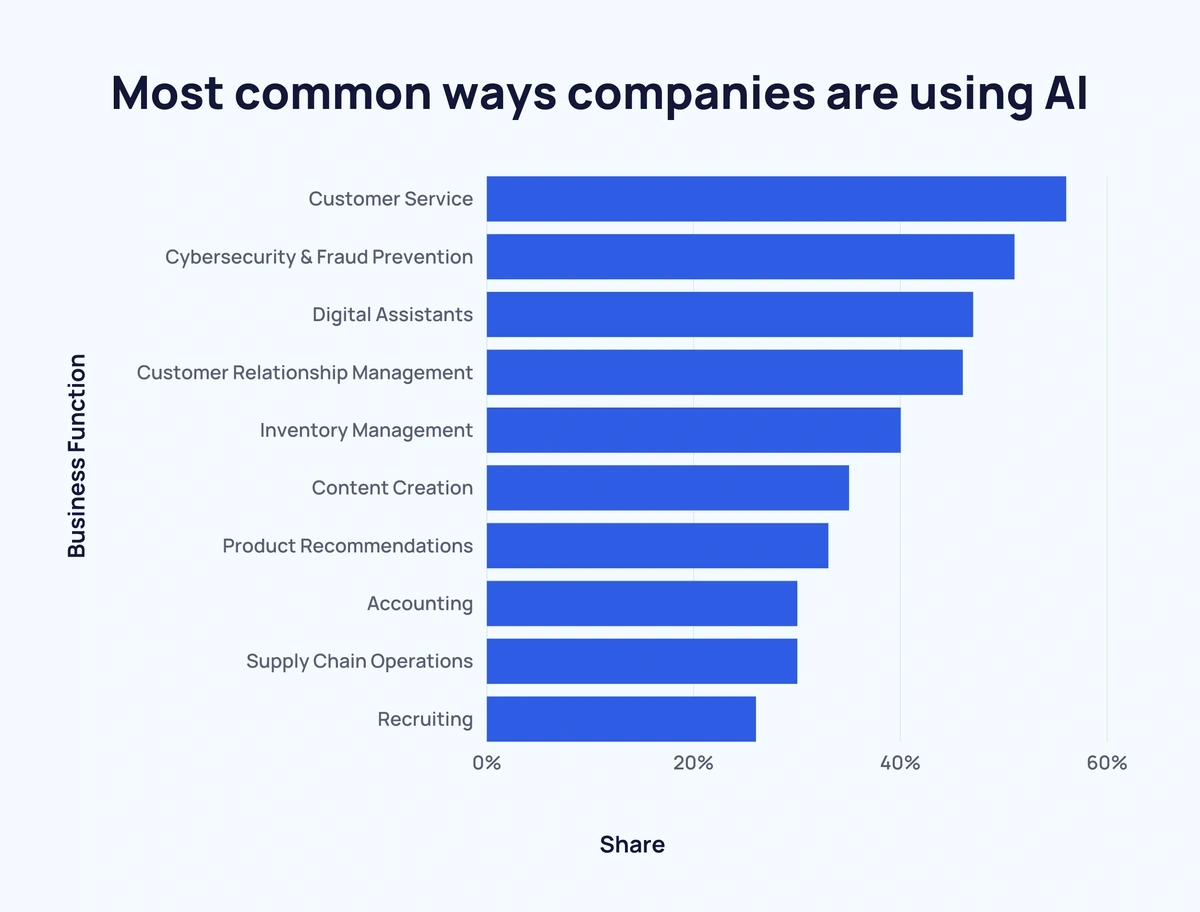 Most common ways companies are using AI
Business Function
Customer Service
Cybersecurity & Fraud Prevention
Digital Assistants
Customer Relationship Management
Inventory Management
Content Creation
Product Recommendations
Accounting
Supply Chain Operations
Recruiting
0% 20% 40% 60%
Share